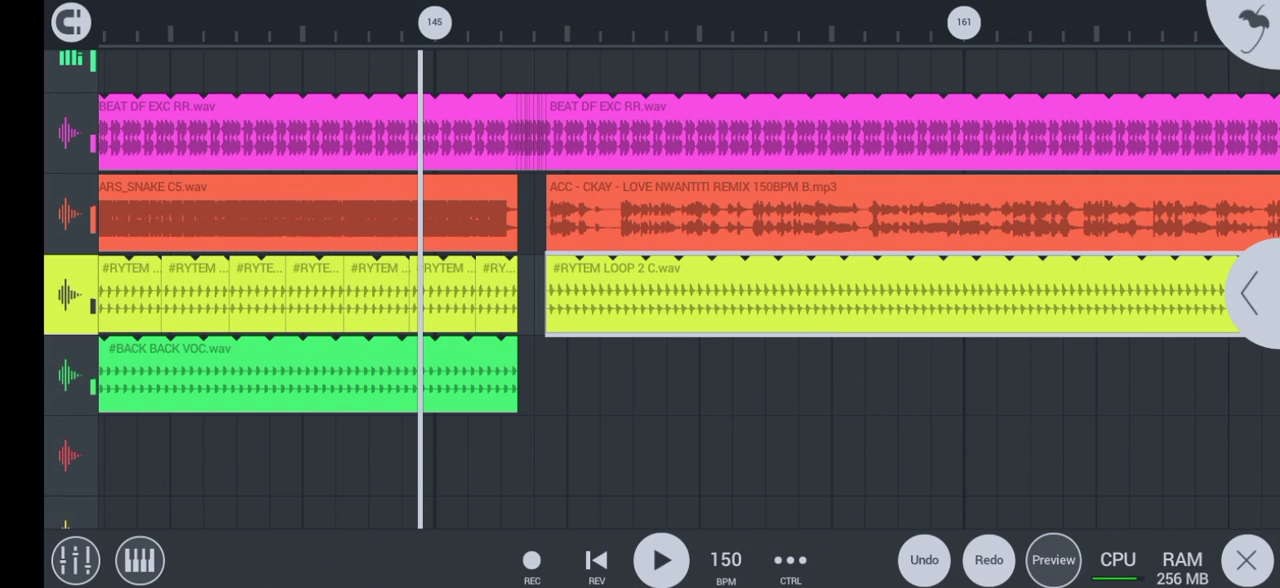 145
161
BEAT DF EXC RR.wav
BEAT DF EXC RR.wav
ARS_SNAKE C5.wav
ACC - CKAY - LOVE NWANTITI REMIX 150BPM B.mp3
#RYTEM ...
#RYTEM ...
#RYTE...
#RYTE...
#RYTEM ...
#RYTEM ...
#RY...
#RYTEM LOOP 2 C.wav
#BACK BACK VOC.wav
REC
REV
150
BPM
CTRL
Undo
Redo
Preview
CPU
RAM
256 MB